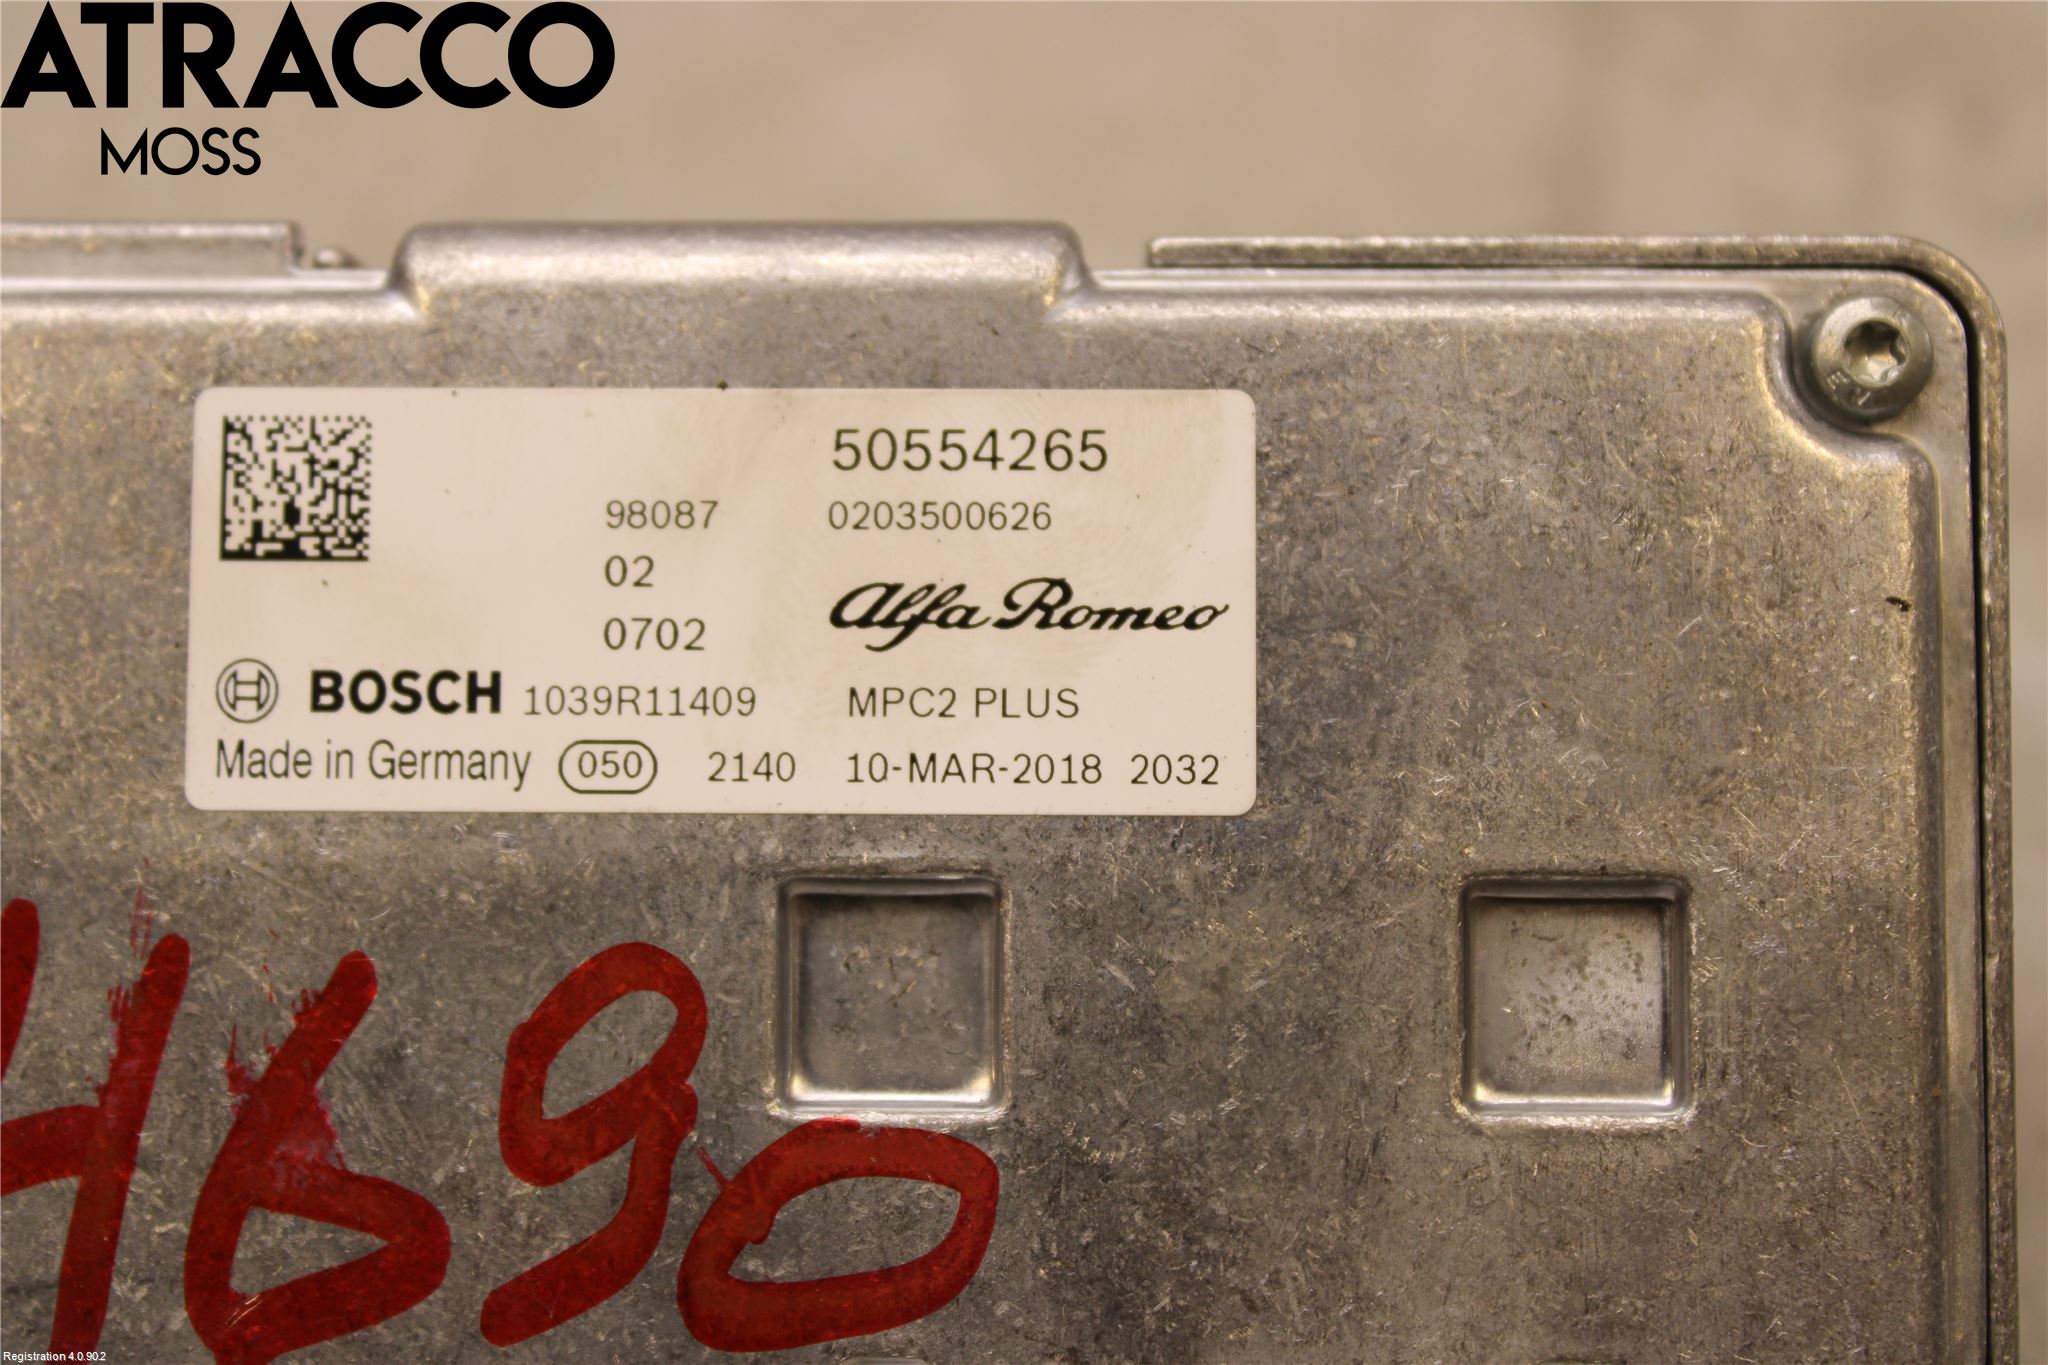 ATRACCO
MOSS
50554265
98087 0203500626
02
0702 Alfa Romeo
BOSCH 1039R11409 MPC2 PLUS
Made in Germany 050 2140 10-MAR-2018 2032
4690
Registration 4.0.90.2